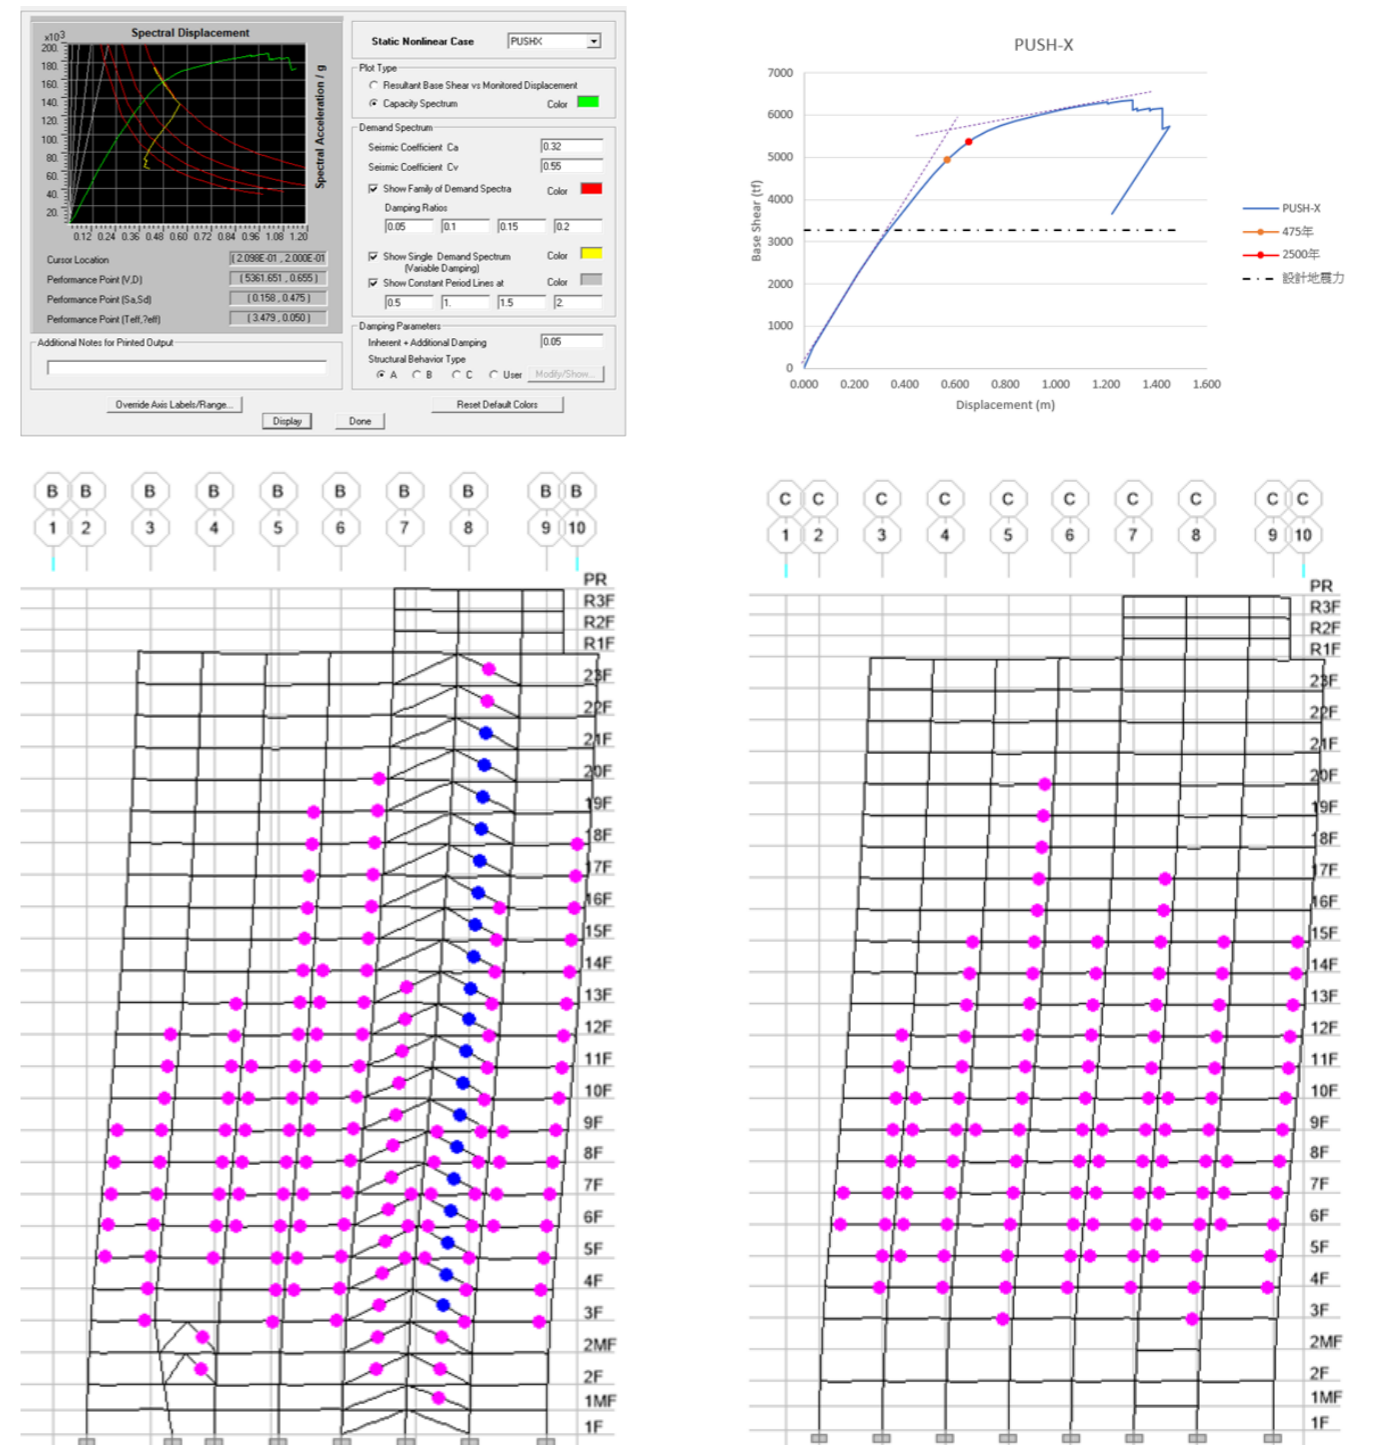 Spectral Displacement
x10³
200.
180.
160.
140.
120.
100.
80.
60.
40.
20.
0.12 0.24 0.36 0.48 0.60 0.72 0.84 0.96 1.08 1.20
Spectral Acceleration / g
Cursor Location
( 2.098E-01 , 2.000E-01
Performance Point (V,D)
( 5361.651 , 0.655 )
Performance Point (Sa,Sd)
( 0.158 , 0.475 )
Performance Point (Teff,?eff)
( 3.479 , 0.050 )
Additional Notes for Printed Output
Override Axis Labels/Range...
Display
Done
Static Nonlinear Case
PUSHX
Plot Type
Resultant Base Shear vs Monitored Displacement
Capacity Spectrum
Color
Demand Spectrum
Seismic Coefficient Ca
0.32
Seismic Coefficient Cv
0.55
Show Family of Demand Spectra
Color
Damping Ratios
0.05 0.1 0.15 0.2
Show Single Demand Spectrum
(Variable Damping)
Color
Show Constant Period Lines at
Color
0.5 1. 1.5 2.
Damping Parameters
Inherent + Additional Damping
0.05
Structural Behavior Type
A B C User Modify/Show...
Reset Default Colors
PUSH-X
7000
6000
5000
4000
3000
2000
1000
0
0.000 0.200 0.400 0.600 0.800 1.000 1.200 1.400 1.600
Base Shear (tf)
Displacement (m)
PUSH-X
475年
2500年
設計地震力
B B B B B B B B B B
1 2 3 4 5 6 7 8 9 10
PR
R3F
R2F
R1F
23F
22F
21F
20F
19F
18F
17F
16F
15F
14F
13F
12F
11F
10F
9F
8F
7F
6F
5F
4F
3F
2MF
2F
1MF
1F
C C C C C C C C C C
1 2 3 4 5 6 7 8 9 10
PR
R3F
R2F
R1F
23F
22F
21F
20F
19F
18F
17F
16F
15F
14F
13F
12F
11F
10F
9F
8F
7F
6F
5F
4F
3F
2MF
2F
1MF
1F